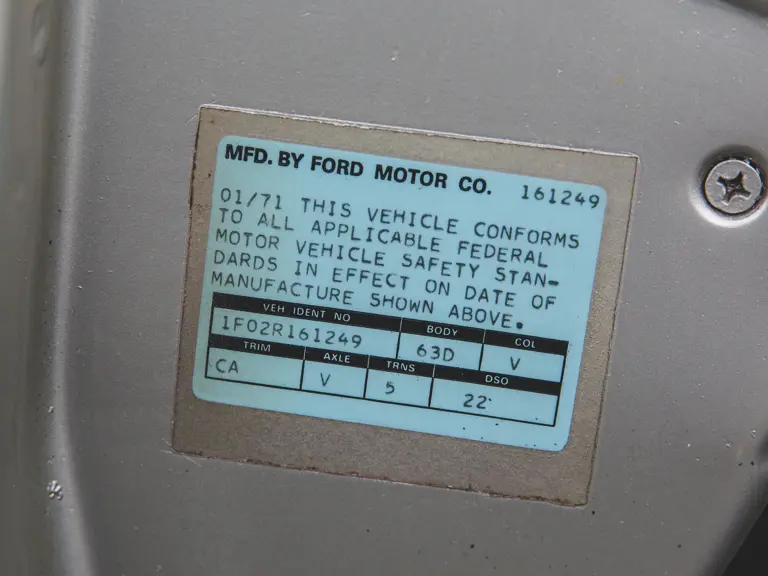 MFD. BY FORD MOTOR CO. 161249
01/71 THIS VEHICLE CONFORMS
TO ALL APPLICABLE FEDERAL
MOTOR VEHICLE SAFETY STAN-
DARDS IN EFFECT ON DATE OF
MANUFACTURE SHOWN ABOVE.
VEH IDENT NO BODY COL
1F02R161249 63D V
TRIM AXLE TRNS DSO
CA V 5 22